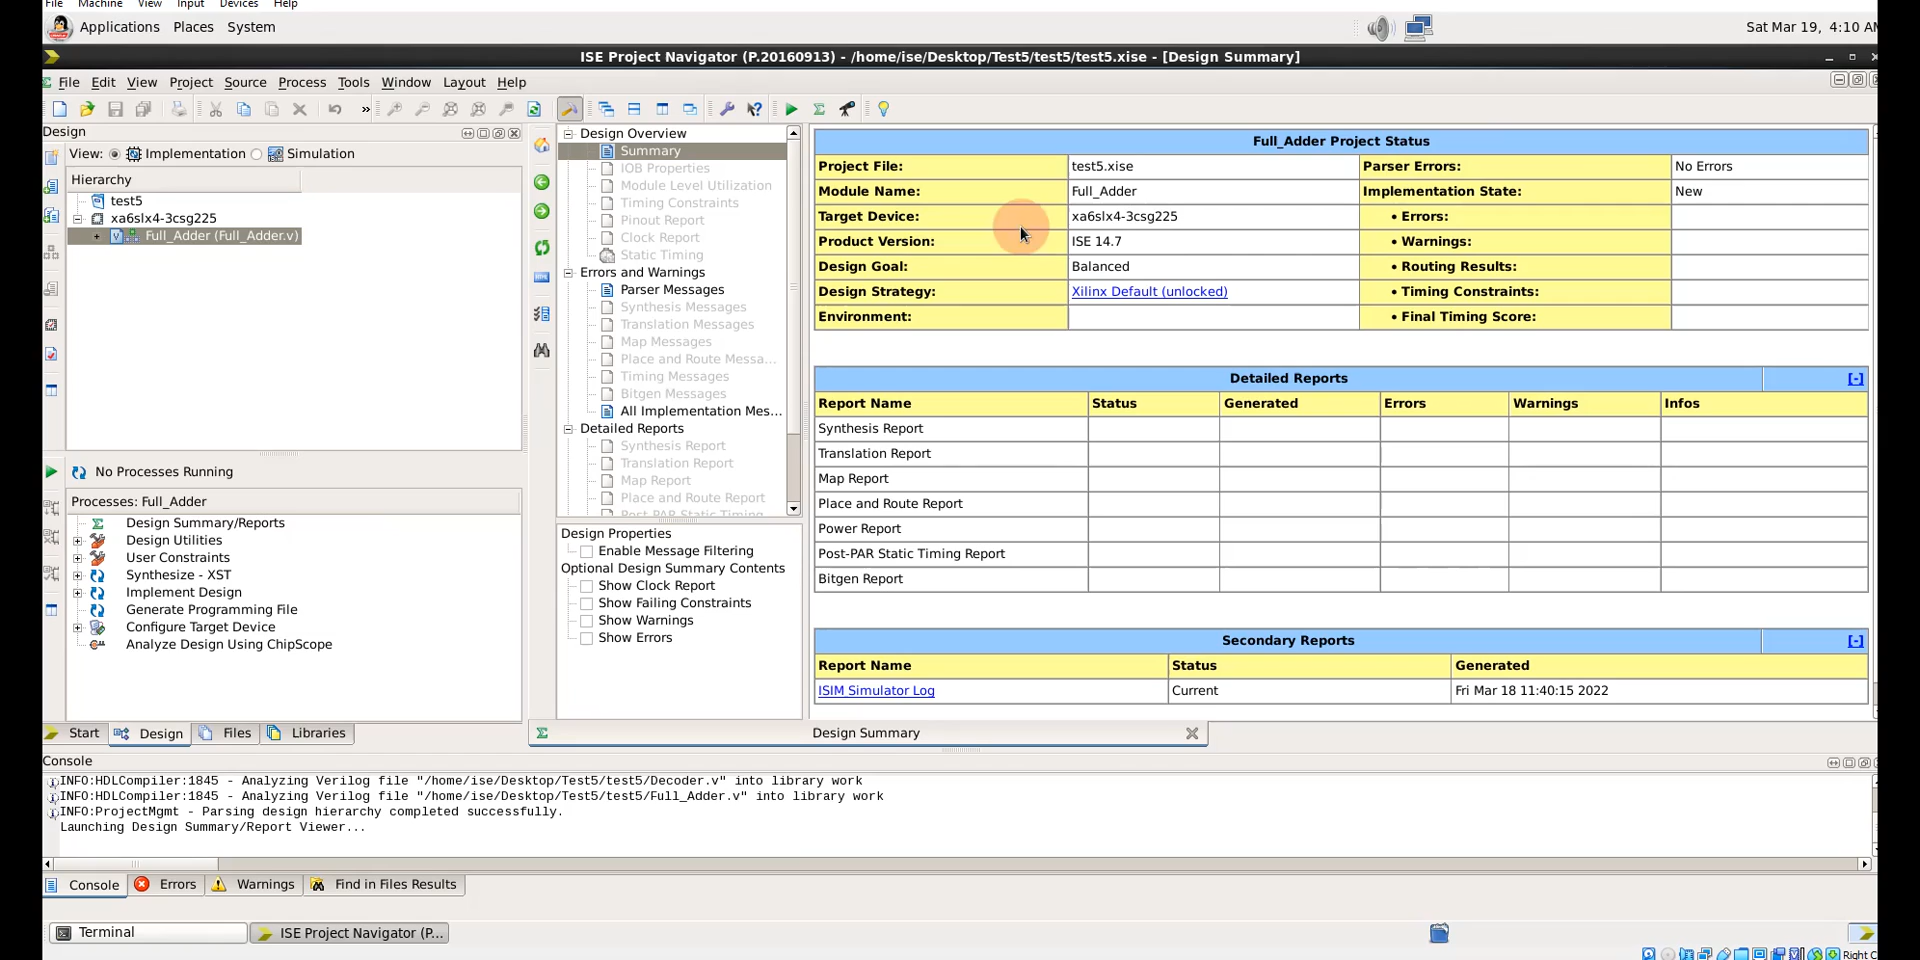 File Machine View Input Devices Help
Applications Places System Sat Mar 19, 4:10 AM
ISE Project Navigator (P.20160913) - /home/ise/Desktop/Test5/test5/test5.xise - [Design Summary]
File Edit View Project Source Process Tools Window Layout Help
Design
View: Implementation Simulation
Hierarchy
test5
xa6slx4-3csg225
Full_Adder (Full_Adder.v)
No Processes Running
Processes: Full_Adder
Design Summary/Reports
Design Utilities
User Constraints
Synthesize - XST
Implement Design
Generate Programming File
Configure Target Device
Analyze Design Using ChipScope
Start Design Files Libraries
Design Overview
Summary
IOB Properties
Module Level Utilization
Timing Constraints
Pinout Report
Clock Report
Static Timing
Errors and Warnings
Parser Messages
Synthesis Messages
Translation Messages
Map Messages
Place and Route Messa...
Timing Messages
Bitgen Messages
All Implementation Mes...
Detailed Reports
Synthesis Report
Translation Report
Map Report
Place and Route Report
Post-PAR Static Timing
Design Properties
Enable Message Filtering
Optional Design Summary Contents
Show Clock Report
Show Failing Constraints
Show Warnings
Show Errors
Full_Adder Project Status
Project File: test5.xise Parser Errors: No Errors
Module Name: Full_Adder Implementation State: New
Target Device: xa6slx4-3csg225 • Errors:
Product Version: ISE 14.7 • Warnings:
Design Goal: Balanced • Routing Results:
Design Strategy: Xilinx Default (unlocked) • Timing Constraints:
Environment: • Final Timing Score:
Detailed Reports [-]
Report Name Status Generated Errors Warnings Infos
Synthesis Report
Translation Report
Map Report
Place and Route Report
Power Report
Post-PAR Static Timing Report
Bitgen Report
Secondary Reports [-]
Report Name Status Generated
ISIM Simulator Log Current Fri Mar 18 11:40:15 2022
Design Summary
Console
INFO:HDLCompiler:1845 - Analyzing Verilog file "/home/ise/Desktop/Test5/test5/Decoder.v" into library work
INFO:HDLCompiler:1845 - Analyzing Verilog file "/home/ise/Desktop/Test5/test5/Full_Adder.v" into library work
INFO:ProjectMgmt - Parsing design hierarchy completed successfully.
Launching Design Summary/Report Viewer...
Console Errors Warnings Find in Files Results
Terminal ISE Project Navigator (P...
Right C